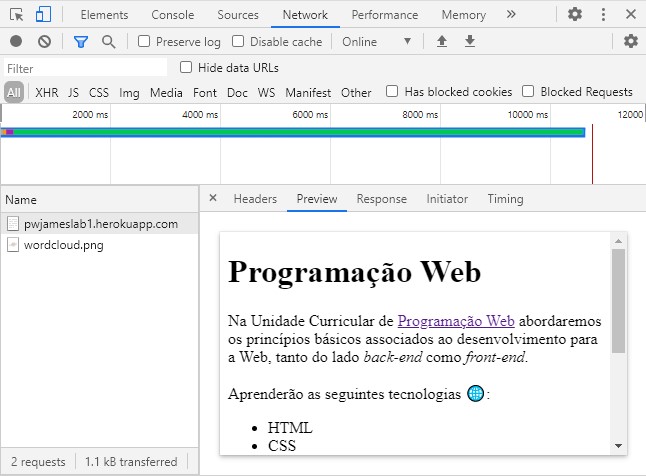 Elements Console Sources Network Performance Memory »
Preserve log Disable cache Online ▼
Filter Hide data URLs
All XHR JS CSS Img Media Font Doc WS Manifest Other Has blocked cookies Blocked Requests
2000 ms 4000 ms 6000 ms 8000 ms 10000 ms 12000
Name × Headers Preview Response Initiator Timing
pwjameslab1.herokuapp.com
wordcloud.png
Programação Web
Na Unidade Curricular de Programação Web abordaremos
os princípios básicos associados ao desenvolvimento para
a Web, tanto do lado back-end como front-end.
Aprenderão as seguintes tecnologias 🌐:
• HTML
• CSS
2 requests 1.1 kB transferred